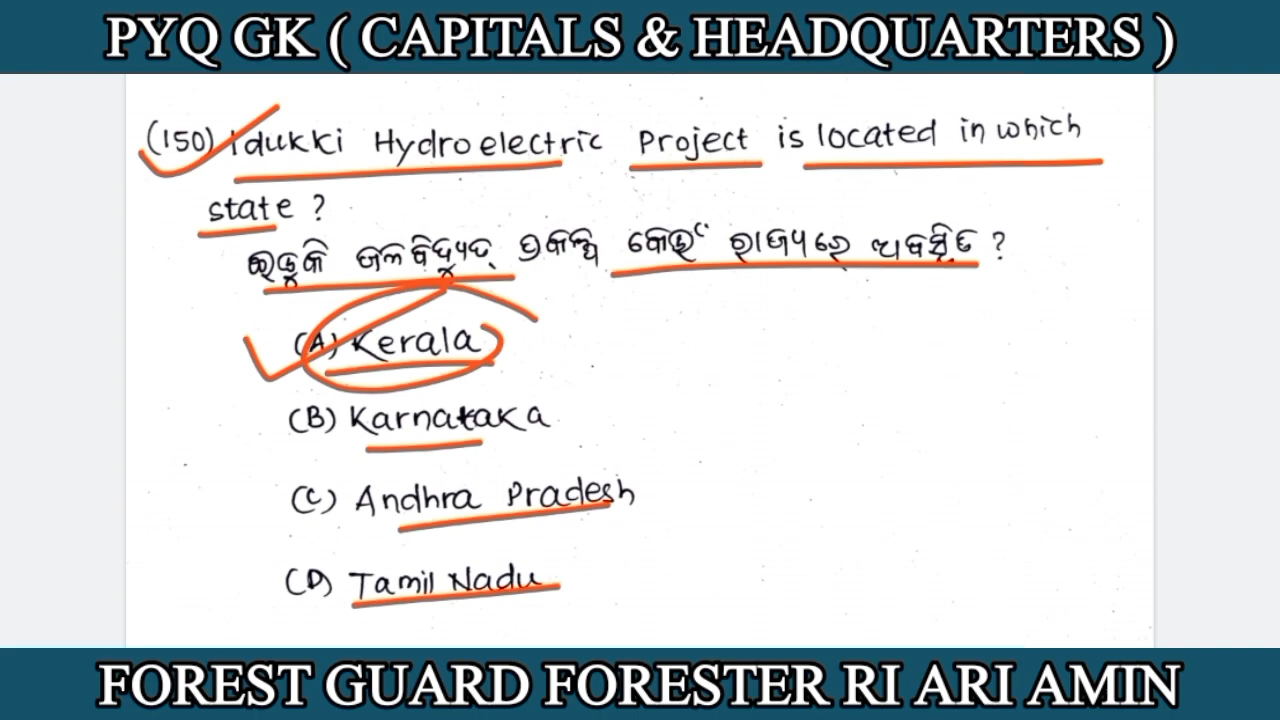 PYQ GK ( CAPITALS & HEADQUARTERS )
(150) Idukki Hydroelectric Project is located in which
state ?
ଇଡୁକି ଜଳବିଦ୍ୟୁତ୍ ପ୍ରକଳ୍ପ କେଉଁ ରାଜ୍ୟରେ ଅବସ୍ଥିତ ?
(A) Kerala
(B) Karnataka
(C) Andhra Pradesh
(D) Tamil Nadu
FOREST GUARD FORESTER RI ARI AMIN